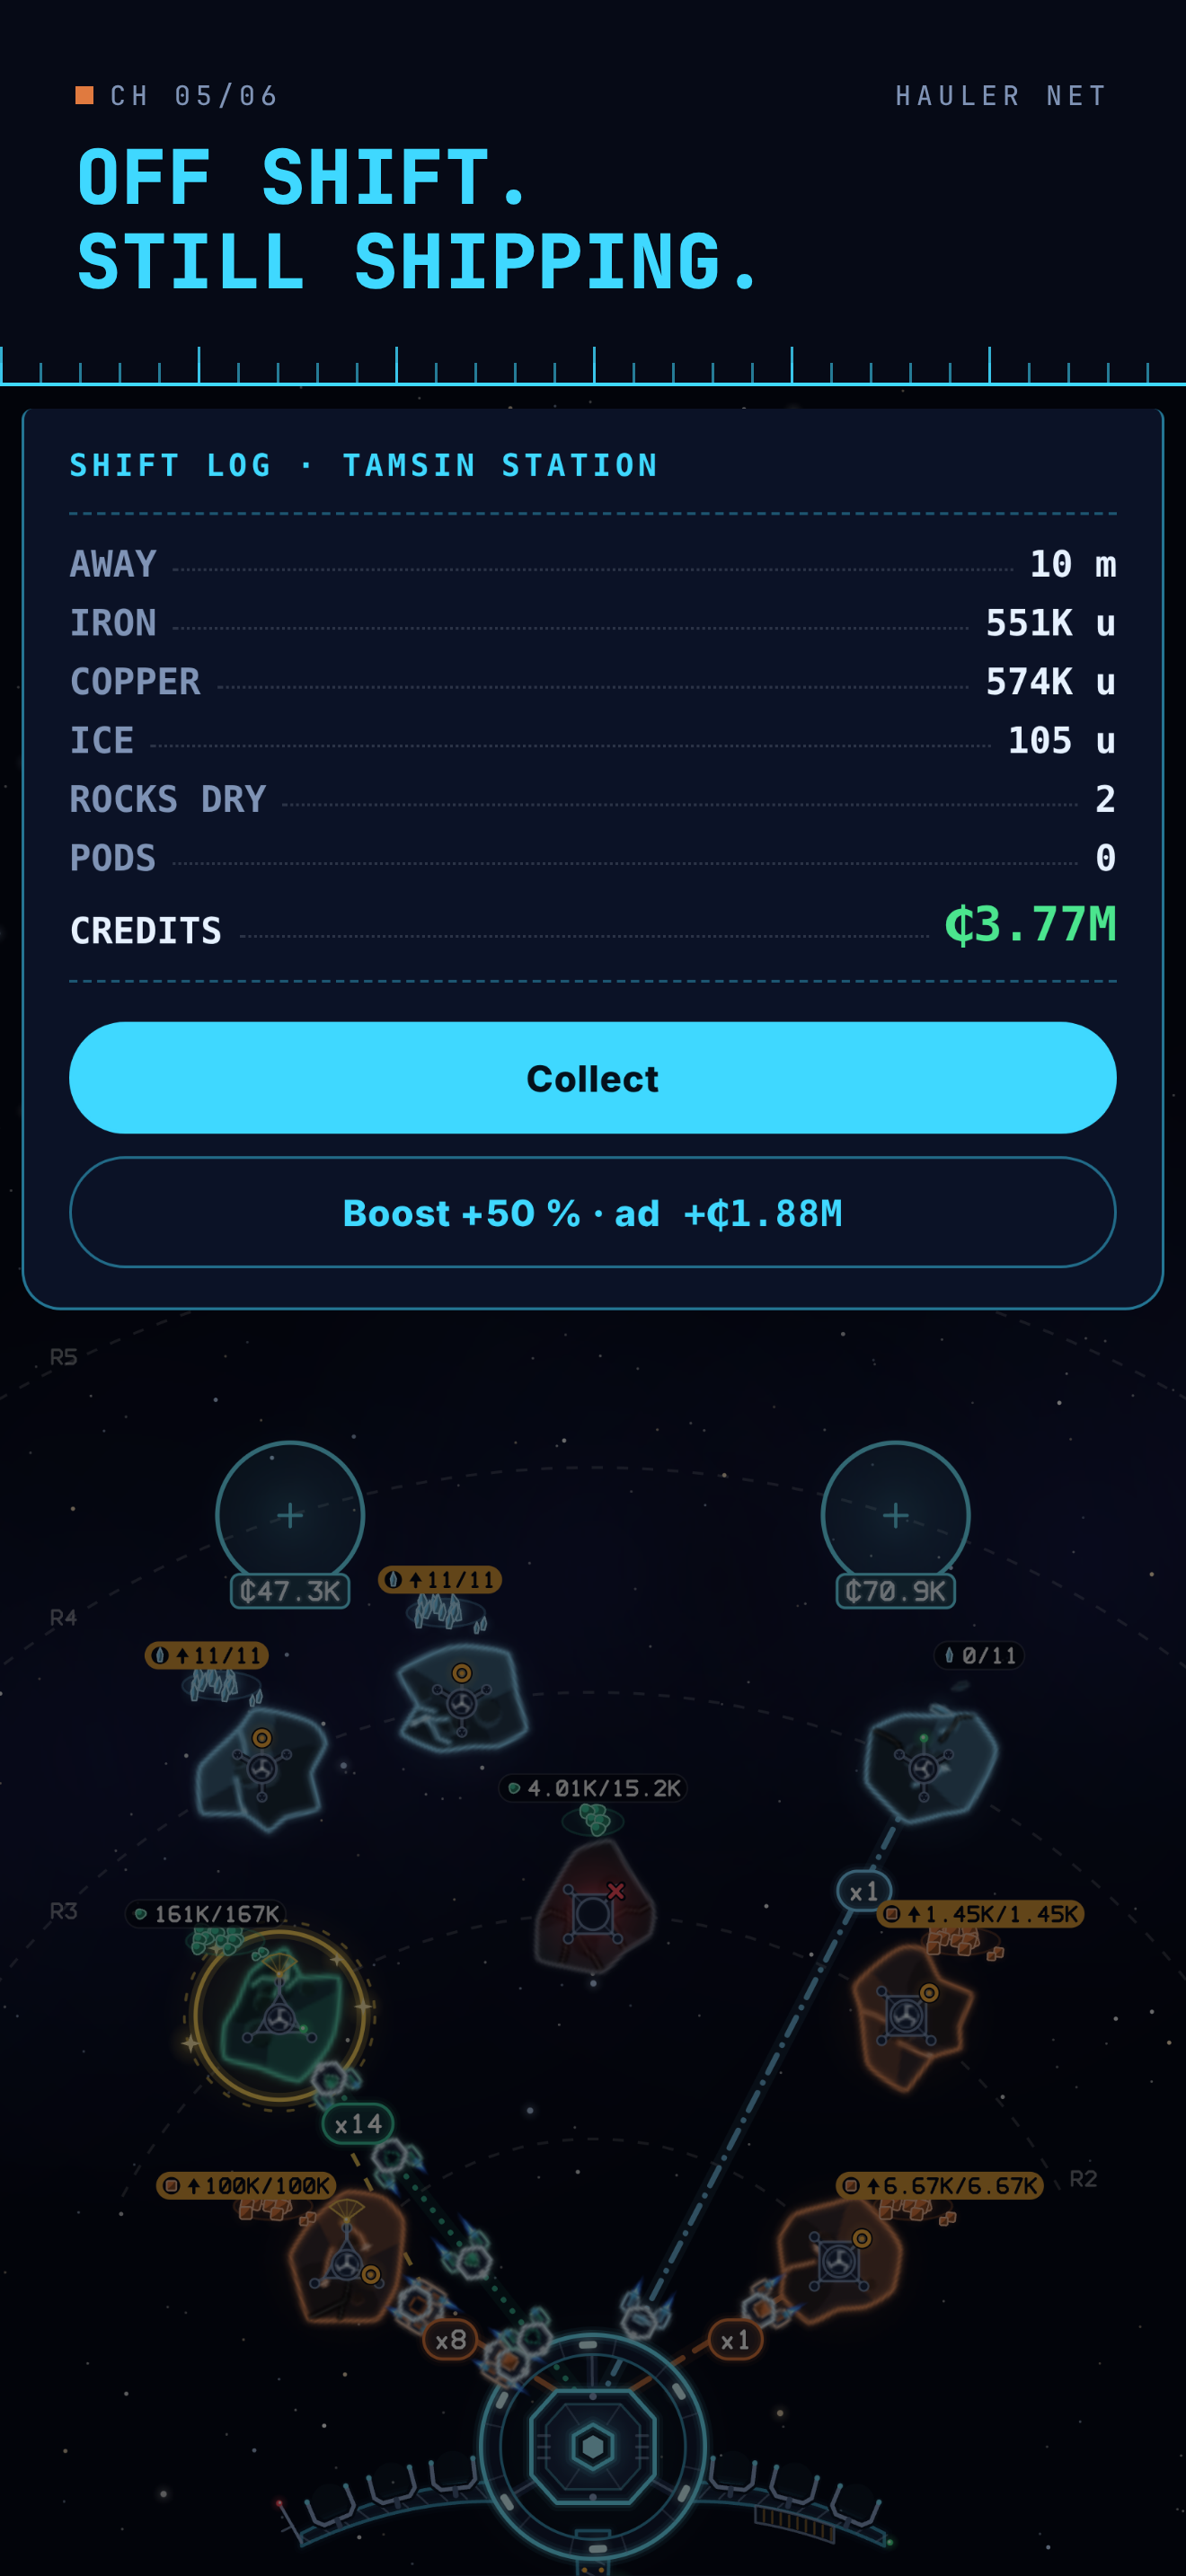 CH 05/06
HAULER NET
OFF SHIFT.
STILL SHIPPING.
SHIFT LOG · TAMSIN STATION
AWAY 10 m
IRON 551K u
COPPER 574K u
ICE 105 u
ROCKS DRY 2
PODS 0
CREDITS ₵3.77M
Collect
Boost +50 % · ad +₵1.88M
R5
₵47.3K
₵70.9K
11/11
R4
11/11
0/11
4.01K/15.2K
x1
R3
161K/167K
1.45K/1.45K
x14
100K/100K
6.67K/6.67K
R2
x8
x1